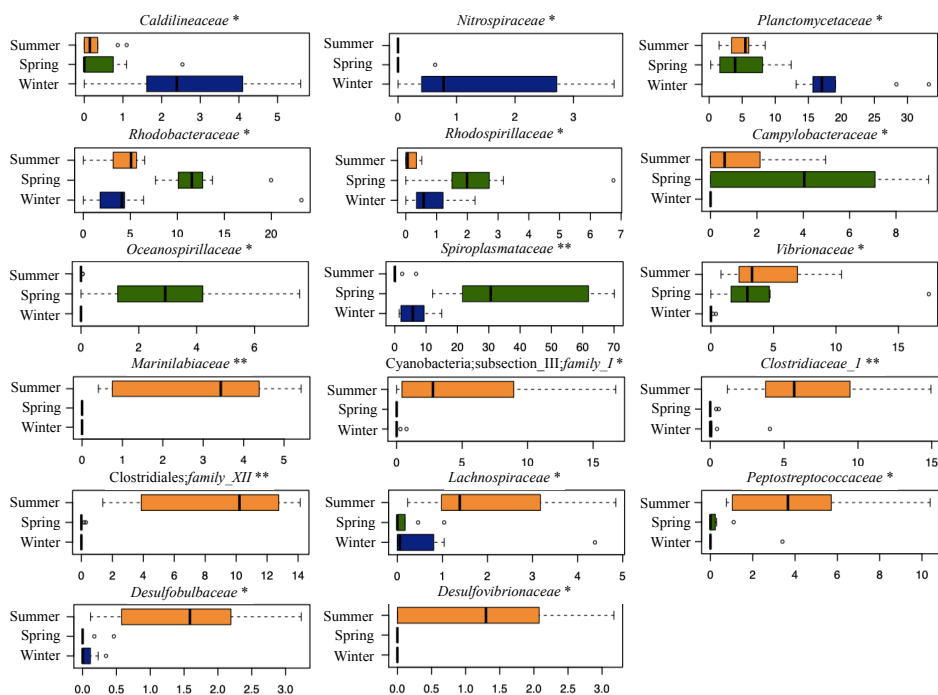 Caldilineaceae *
Summer
Spring
Winter
0 1 2 3 4 5
Nitrospiraceae *
Summer
Spring
Winter
0 1 2 3
Planctomycetaceae *
Summer
Spring
Winter
0 5 10 15 20 25 30
Rhodobacteraceae *
Summer
Spring
Winter
0 5 10 15 20
Rhodospirillaceae *
Summer
Spring
Winter
0 1 2 3 4 5 6 7
Campylobacteraceae *
Summer
Spring
Winter
0 2 4 6 8
Oceanospirillaceae *
Summer
Spring
Winter
0 2 4 6
Spiroplasmataceae **
Summer
Spring
Winter
0 10 20 30 40 50 60 70
Vibrionaceae *
Summer
Spring
Winter
0 5 10 15
Marinilabiaceae **
Summer
Spring
Winter
0 1 2 3 4 5
Cyanobacteria;subsection_III;family_I *
Summer
Spring
Winter
0 5 10 15
Clostridiaceae_1 **
Summer
Spring
Winter
0 5 10 15
Clostridiales;family_XII **
Summer
Spring
Winter
0 2 4 6 8 10 12 14
Lachnospiraceae *
Summer
Spring
Winter
0 1 2 3 4 5
Peptostreptococcaceae *
Summer
Spring
Winter
0 2 4 6 8 10
Desulfobulbaceae *
Summer
Spring
Winter
0.0 0.5 1.0 1.5 2.0 2.5 3.0
Desulfovibrionaceae *
Summer
Spring
Winter
0.0 0.5 1.0 1.5 2.0 2.5 3.0